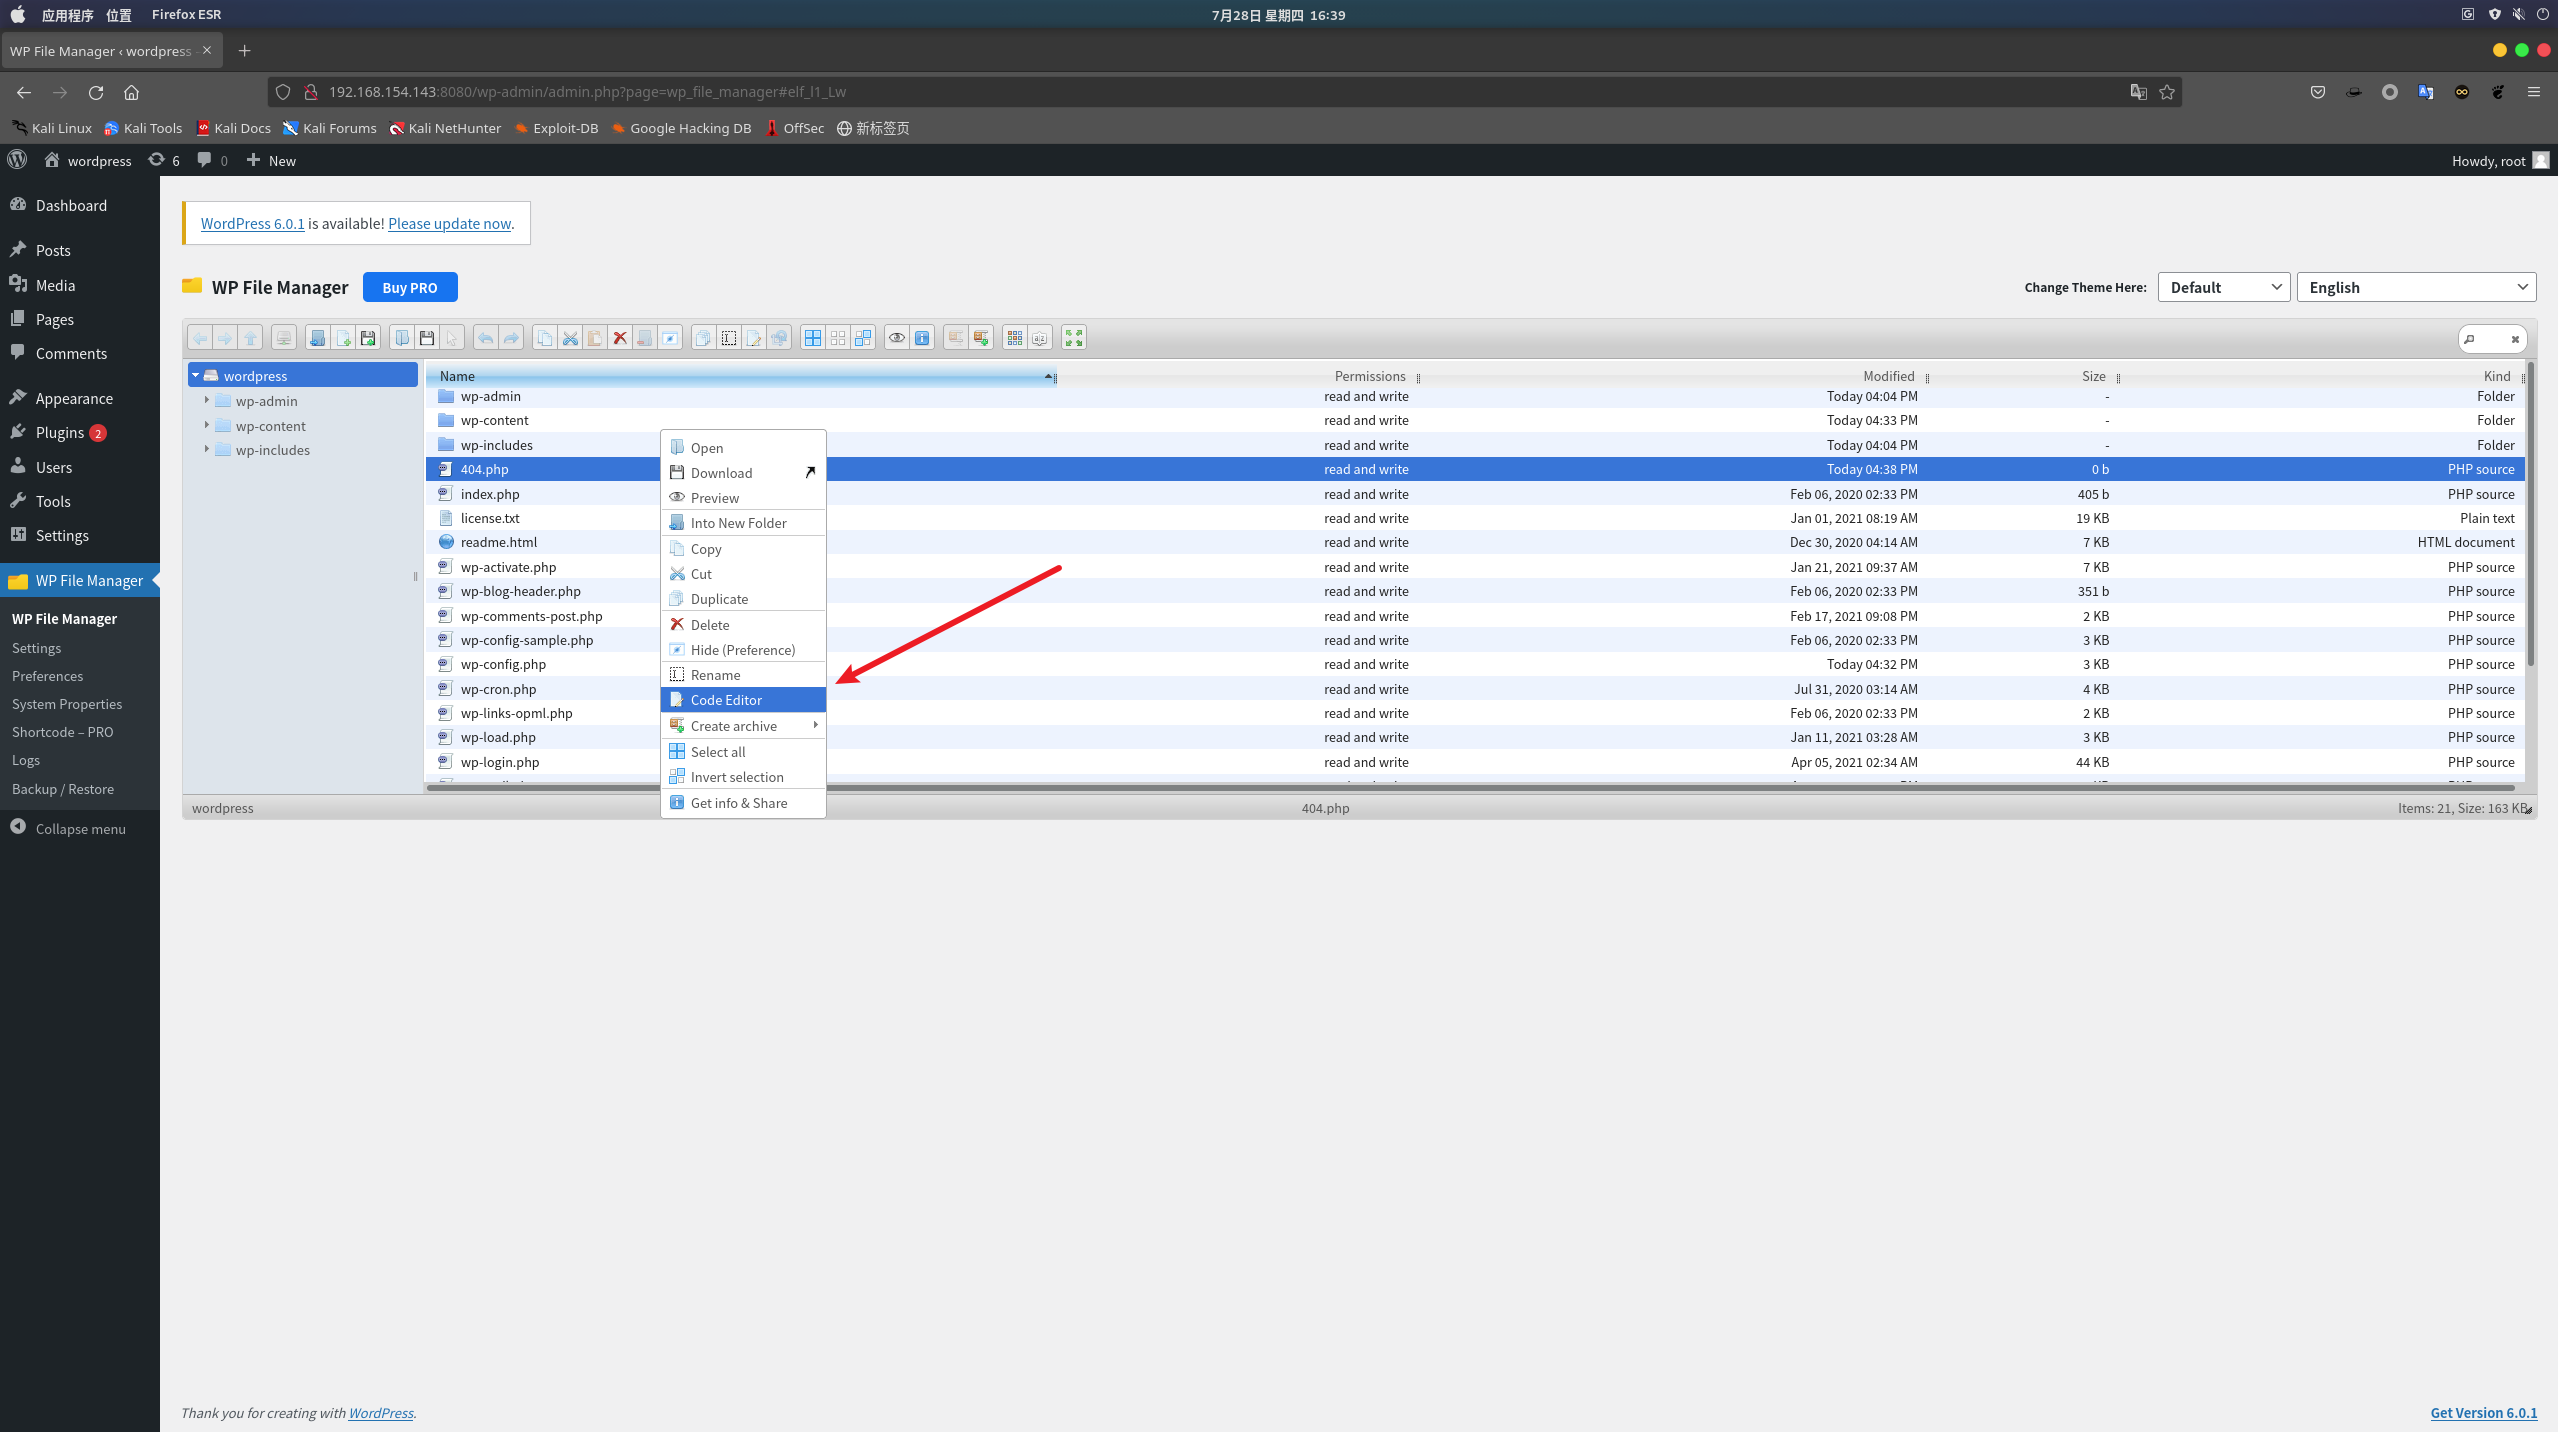 应用程序 位置 Firefox ESR 7月28日 星期四 16:39
WP File Manager ‹ wordpress
192.168.154.143:8080/wp-admin/admin.php?page=wp_file_manager#elf_l1_Lw
Kali Linux Kali Tools Kali Docs Kali Forums Kali NetHunter Exploit-DB Google Hacking DB OffSec 新标签页
wordpress 6 0 New Howdy, root
Dashboard
Posts
Media
Pages
Comments
Appearance
Plugins 2
Users
Tools
Settings
WP File Manager
WP File Manager
Settings
Preferences
System Properties
Shortcode – PRO
Logs
Backup / Restore
Collapse menu
WordPress 6.0.1 is available! Please update now.
WP File Manager Buy PRO Change Theme Here: Default English
wordpress
wp-admin
wp-content
wp-includes
Name Permissions Modified Size Kind
wp-admin read and write Today 04:04 PM - Folder
wp-content read and write Today 04:33 PM - Folder
wp-includes read and write Today 04:04 PM - Folder
404.php read and write Today 04:38 PM 0 b PHP source
index.php read and write Feb 06, 2020 02:33 PM 405 b PHP source
license.txt read and write Jan 01, 2021 08:19 AM 19 KB Plain text
readme.html read and write Dec 30, 2020 04:14 AM 7 KB HTML document
wp-activate.php read and write Jan 21, 2021 09:37 AM 7 KB PHP source
wp-blog-header.php read and write Feb 06, 2020 02:33 PM 351 b PHP source
wp-comments-post.php read and write Feb 17, 2021 09:08 PM 2 KB PHP source
wp-config-sample.php read and write Feb 06, 2020 02:33 PM 3 KB PHP source
wp-config.php read and write Today 04:32 PM 3 KB PHP source
wp-cron.php read and write Jul 31, 2020 03:14 AM 4 KB PHP source
wp-links-opml.php read and write Feb 06, 2020 02:33 PM 2 KB PHP source
wp-load.php read and write Jan 11, 2021 03:28 AM 3 KB PHP source
wp-login.php read and write Apr 05, 2021 02:34 AM 44 KB PHP source
Open
Download
Preview
Into New Folder
Copy
Cut
Duplicate
Delete
Hide (Preference)
Rename
Code Editor
Create archive
Select all
Invert selection
Get info & Share
wordpress 404.php Items: 21, Size: 163 KB
Thank you for creating with WordPress. Get Version 6.0.1